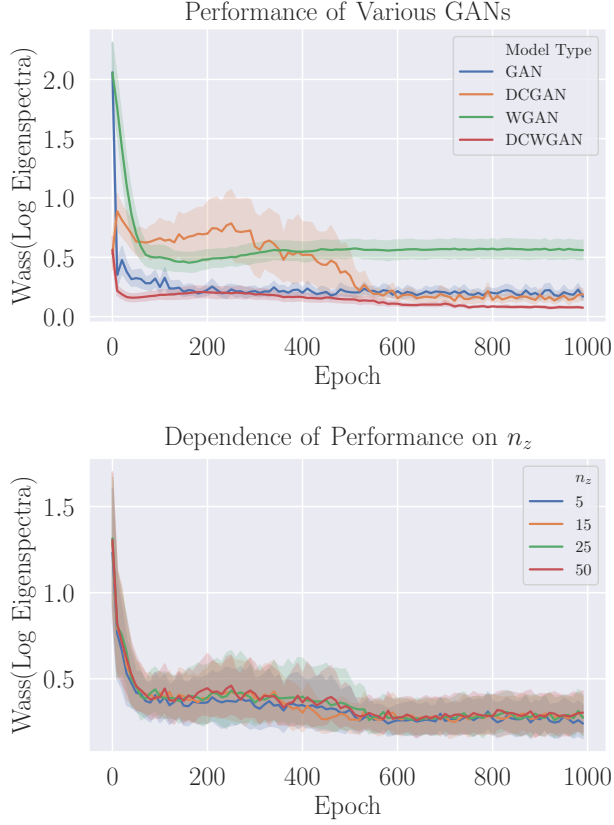 Performance of Various GANs
Wass(Log Eigenspectra)
2.0
1.5
1.0
0.5
0.0
Model Type
GAN
DCGAN
WGAN
DCWGAN
0 200 400 600 800 1000
Epoch
Dependence of Performance on n_z
Wass(Log Eigenspectra)
1.5
1.0
0.5
n_z
5
15
25
50
0 200 400 600 800 1000
Epoch